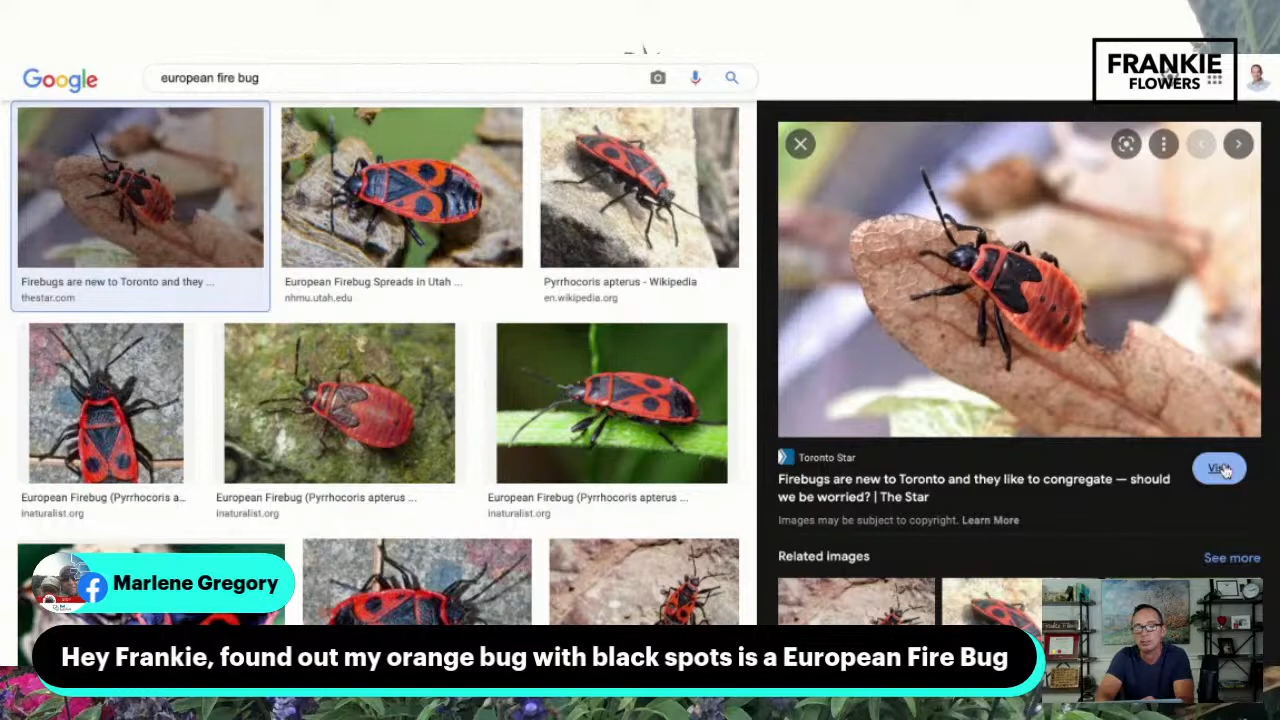 FRANKIE
FLOWERS
Google
european fire bug
Firebugs are new to Toronto and they ...
thestar.com
European Firebug Spreads in Utah ...
nhmu.utah.edu
Pyrrhocoris apterus - Wikipedia
en.wikipedia.org
European Firebug (Pyrrhocoris a...
inaturalist.org
European Firebug (Pyrrhocoris apterus ...
inaturalist.org
European Firebug (Pyrrhocoris apterus ...
inaturalist.org
Toronto Star
Firebugs are new to Toronto and they like to congregate — should
we be worried? | The Star
Images may be subject to copyright. Learn More
Related images
See more
Marlene Gregory
Hey Frankie, found out my orange bug with black spots is a European Fire Bug